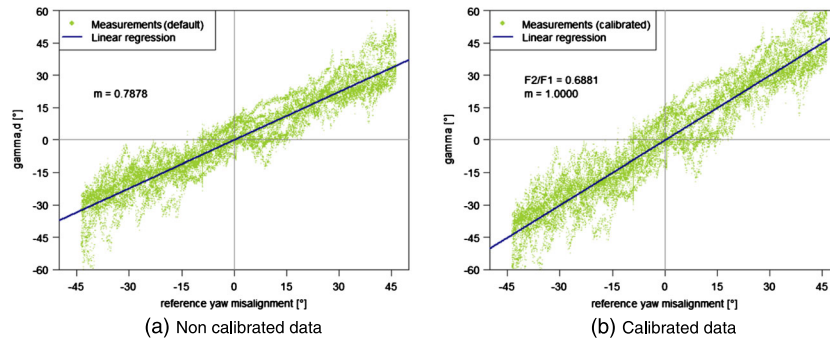 60
45
30
15
0
-15
-30
-45
-60
gamma,d [°]
Measurements (default)
Linear regression
m = 0.7878
-45 -30 -15 0 15 30 45
reference yaw misalignment [°]
(a) Non calibrated data
60
45
30
15
0
-15
-30
-45
-60
gamma [°]
Measurements (calibrated)
Linear regression
F2/F1 = 0.6881
m = 1.0000
-45 -30 -15 0 15 30 45
reference yaw misalignment [°]
(b) Calibrated data